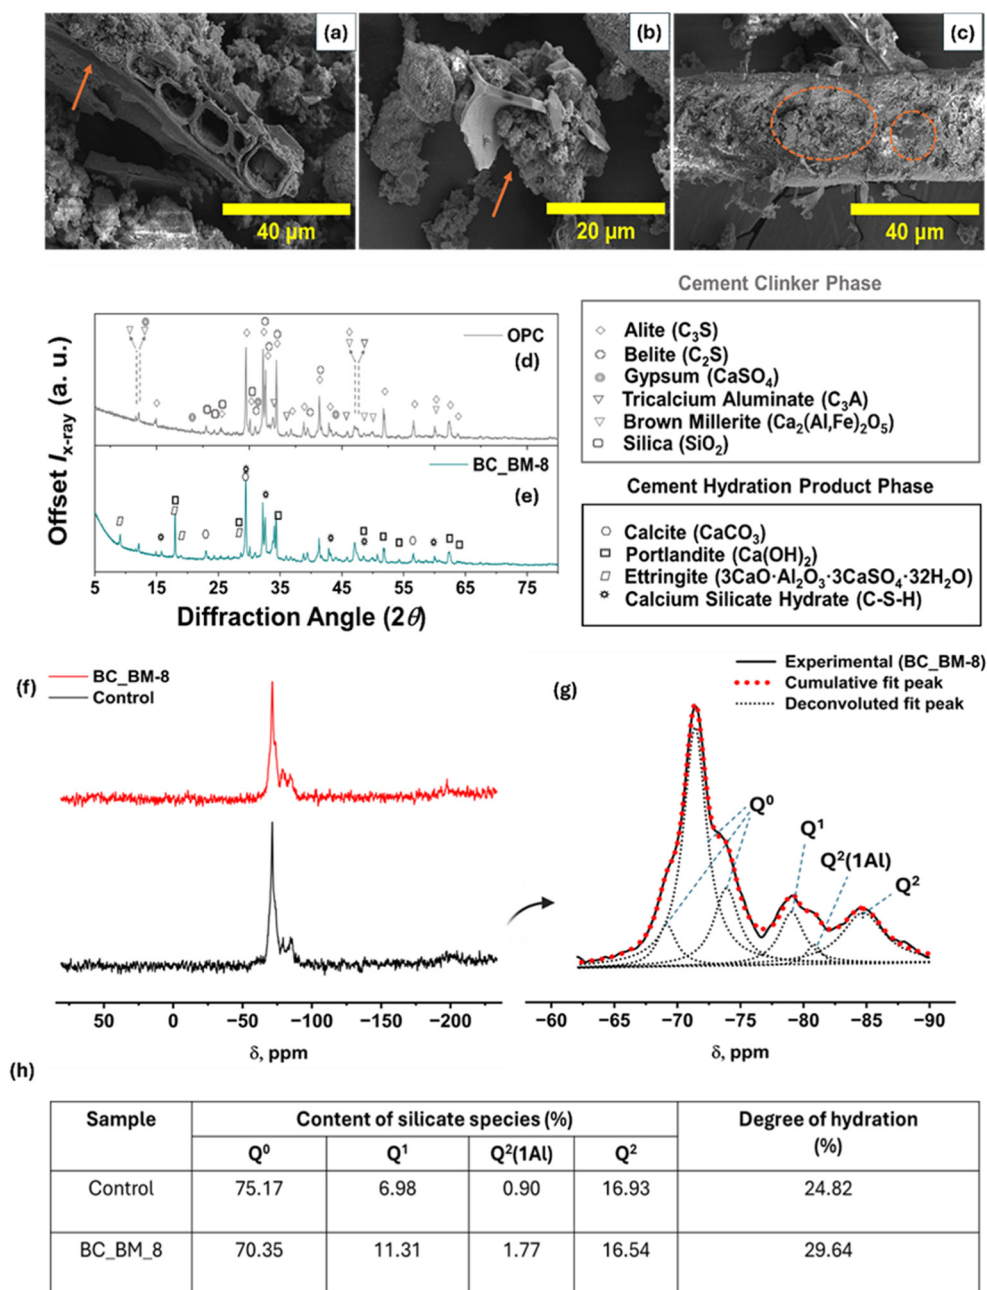 (a)
40 μm
(b)
20 μm
(c)
40 μm
Offset I x-ray (a. u.)
OPC
(d)
BC_BM-8
(e)
5 15 25 35 45 55 65 75
Diffraction Angle (2θ)
Cement Clinker Phase
Alite (C₃S)
Belite (C₂S)
Gypsum (CaSO₄)
Tricalcium Aluminate (C₃A)
Brown Millerite (Ca₂(Al,Fe)₂O₅)
Silica (SiO₂)
Cement Hydration Product Phase
Calcite (CaCO₃)
Portlandite (Ca(OH)₂)
Ettringite (3CaO·Al₂O₃·3CaSO₄·32H₂O)
Calcium Silicate Hydrate (C-S-H)
(f)
BC_BM-8
Control
50 0 −50 −100 −150 −200
δ, ppm
(g)
Experimental (BC_BM-8)
Cumulative fit peak
Deconvoluted fit peak
Q⁰
Q¹
Q²(1Al)
Q²
−60 −65 −70 −75 −80 −85 −90
δ, ppm
(h)
Sample Content of silicate species (%) Degree of hydration (%)
Q⁰ Q¹ Q²(1Al) Q²
Control 75.17 6.98 0.90 16.93 24.82
BC_BM_8 70.35 11.31 1.77 16.54 29.64